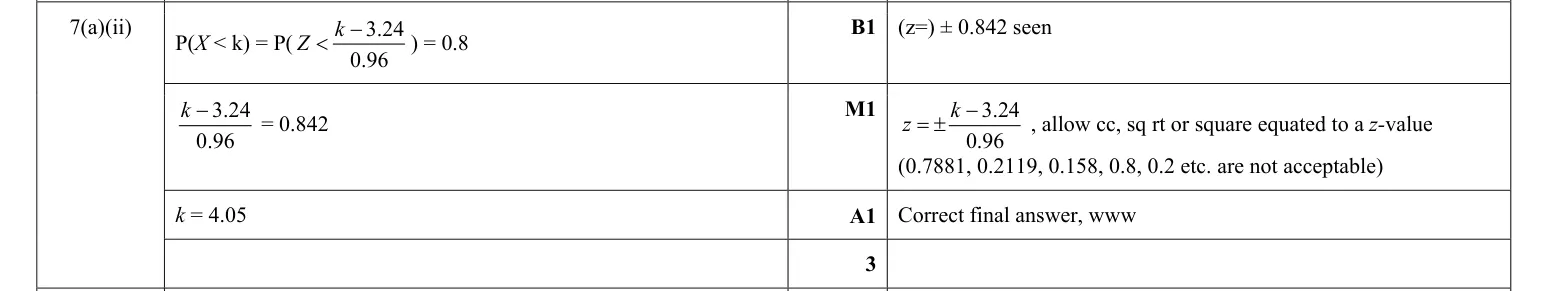 7(a)(ii)
P(X < k) = P( Z < (k − 3.24)/0.96 ) = 0.8
B1
(z=) ± 0.842 seen
(k − 3.24)/0.96 = 0.842
M1
z = ± (k − 3.24)/0.96 , allow cc, sq rt or square equated to a z-value
(0.7881, 0.2119, 0.158, 0.8, 0.2 etc. are not acceptable)
k = 4.05
A1
Correct final answer, www
3